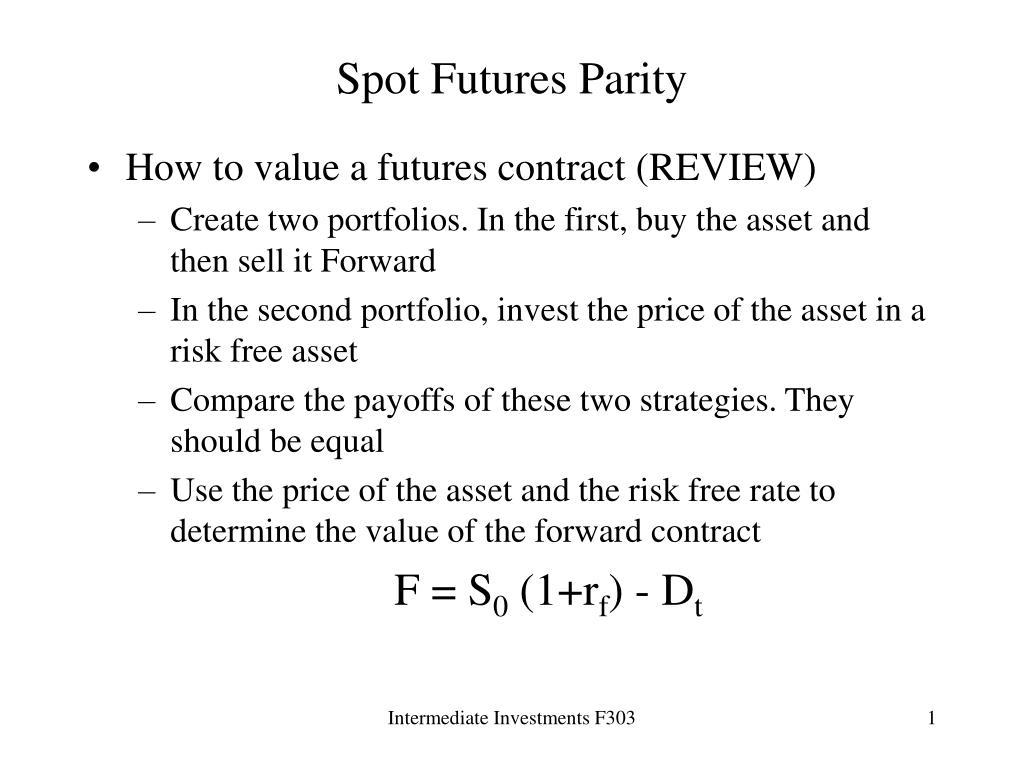 Spot Futures Parity
• How to value a futures contract (REVIEW)
– Create two portfolios. In the first, buy the asset and
then sell it Forward
– In the second portfolio, invest the price of the asset in a
risk free asset
– Compare the payoffs of these two strategies. They
should be equal
– Use the price of the asset and the risk free rate to
determine the value of the forward contract
F = S₀ (1+r_f) - D_t
Intermediate Investments F303
1